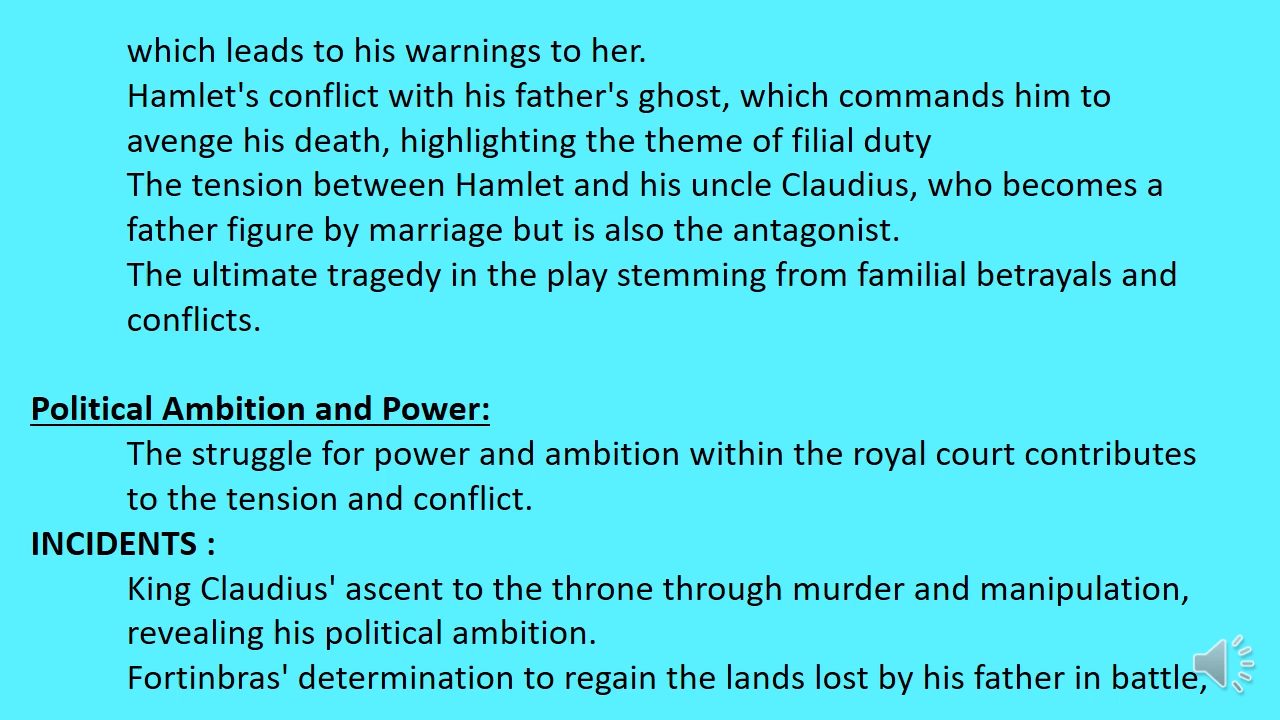 which leads to his warnings to her.
Hamlet's conflict with his father's ghost, which commands him to
avenge his death, highlighting the theme of filial duty
The tension between Hamlet and his uncle Claudius, who becomes a
father figure by marriage but is also the antagonist.
The ultimate tragedy in the play stemming from familial betrayals and
conflicts.
Political Ambition and Power:
The struggle for power and ambition within the royal court contributes
to the tension and conflict.
INCIDENTS :
King Claudius' ascent to the throne through murder and manipulation,
revealing his political ambition.
Fortinbras' determination to regain the lands lost by his father in battle,